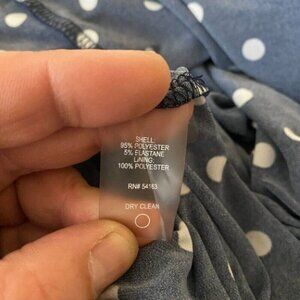 SHELL:
95% POLYESTER
5% ELASTANE
LINING:
100% POLYESTER
RN# 54163
DRY CLEAN